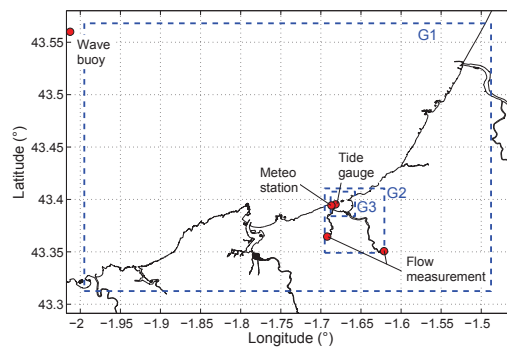 43.55
43.5
43.45
43.4
43.35
43.3
Latitude (°)
Wave
buoy
G1
Meteo
station
Tide
gauge
G2
G3
Flow
measurement
−2
−1.95
−1.9
−1.85
−1.8
−1.75
−1.7
−1.65
−1.6
−1.55
−1.5
Longitude (°)